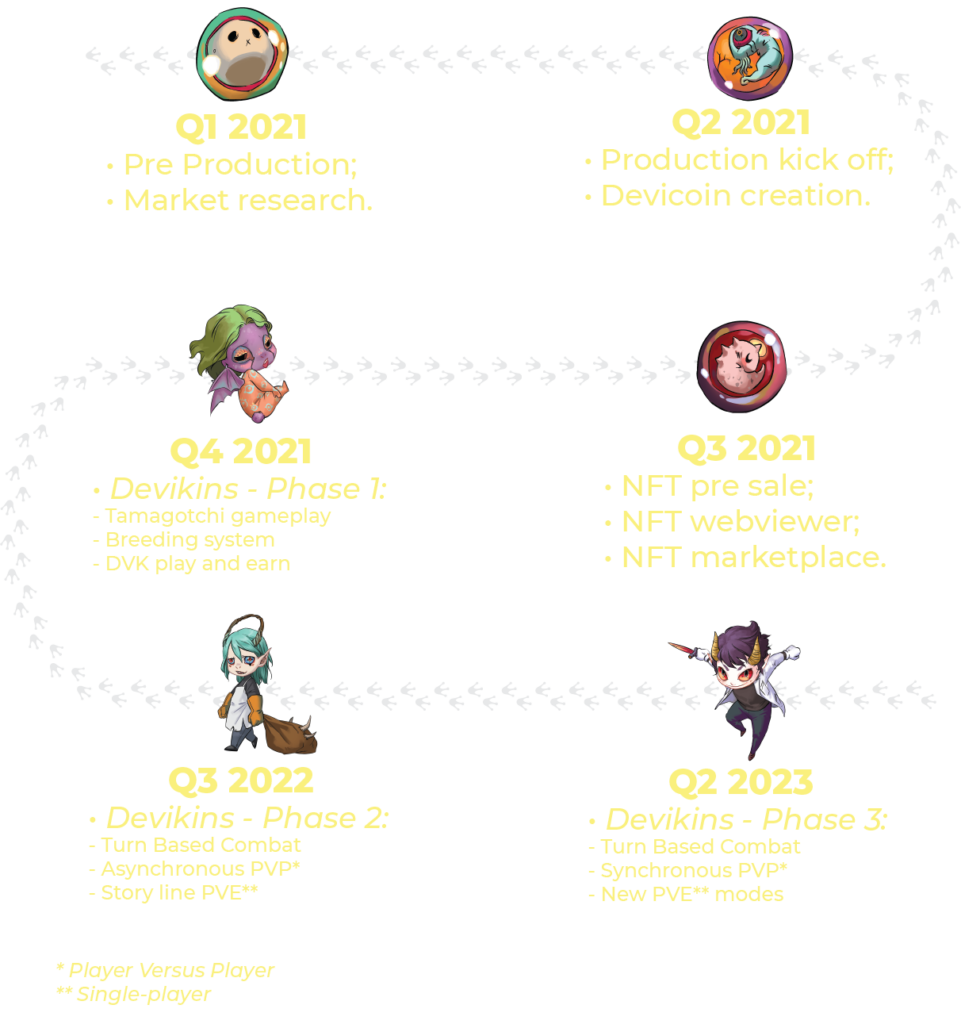 Q1 2021
• Pre Production;
• Market research.
Q2 2021
• Production kick off;
• Devicoin creation.
Q3 2021
• NFT pre sale;
• NFT webviewer;
• NFT marketplace.
Q4 2021
• Devikins - Phase 1:
- Tamagotchi gameplay
- Breeding system
- DVK play and earn
Q3 2022
• Devikins - Phase 2:
- Turn Based Combat
- Asynchronous PVP*
- Story line PVE**
Q2 2023
• Devikins - Phase 3:
- Turn Based Combat
- Synchronous PVP*
- New PVE** modes
* Player Versus Player
** Single-player